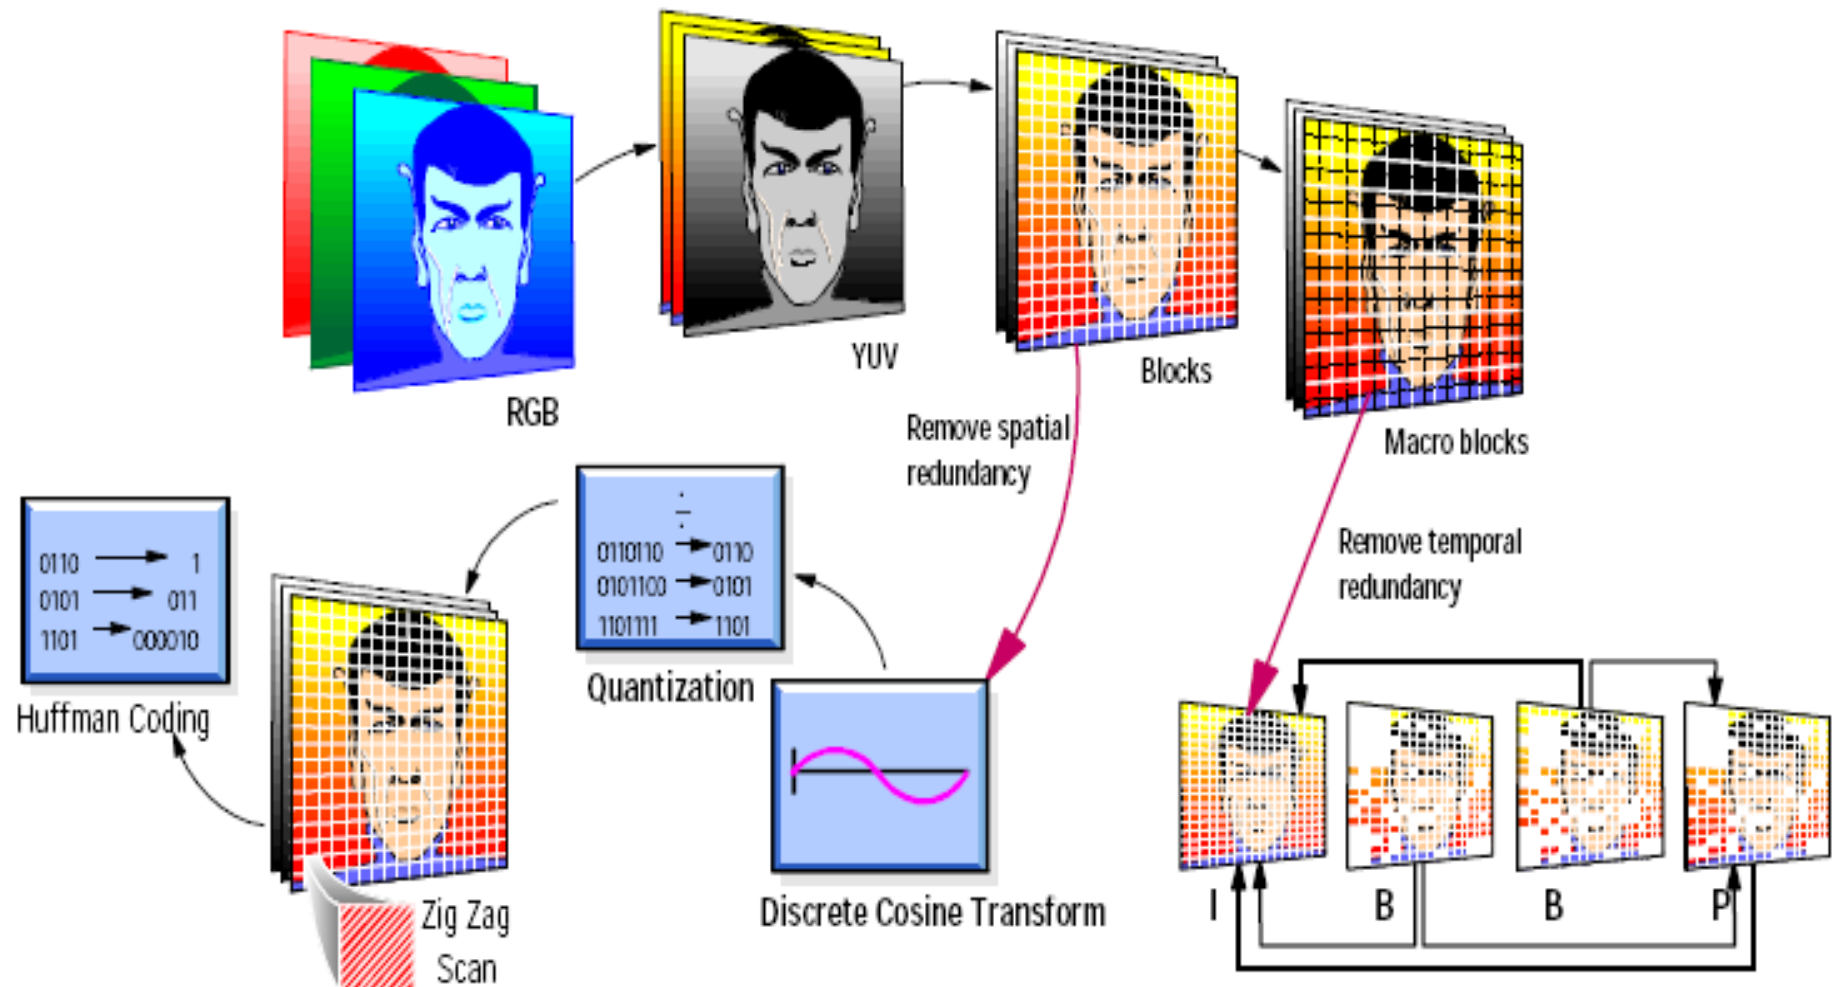 RGB
YUV
Blocks
Macro blocks
Remove spatial
redundancy
Remove temporal
redundancy
0110 1
0101 011
1101 000010
Huffman Coding
0110110 0110
0101100 0101
1101111 1101
Quantization
Zig Zag
Scan
Discrete Cosine Transform
I B B P